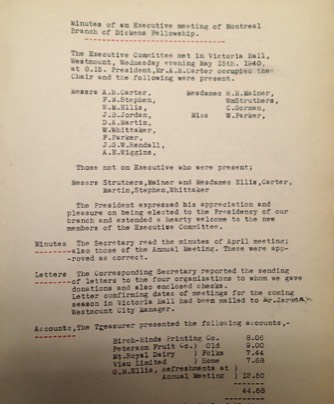 Minutes of an Executive meeting of Montreal
Branch of Dickens Fellowship.
The Executive Committee met in Victoria Hall,
Westmount, Wednesday evening May 15th. 1940,
at 8.15. President, Mr. A.H.Carter occupied the
Chair and the following were present.
Messrs A.H.Carter, Mesdames H.H.Mainer,
F.N.Stephen, WmStruthers,
W.M.Ellis, C.Gorman,
J.B.Jordan, Miss W.Parker,
D.A.Martin,
W.Whittaker,
F.Parker,
J.G.W.Kendall,
A.E.Wiggins,
Those not on Executive who were present;
Messrs Struthers, Mainer and Mesdames Ellis, Carter,
Martin, Stephen, Whittaker
The President expressed his appreciation and
pleasure on being elected to the Presidency of our
branch and extended a hearty welcome to the new
members of the Executive Committee.
Minutes The Secretary read the minutes of April meeting;
also those of the Annual Meeting. These were app-
roved as correct.
Letters The Corresponding Secretary reported the sending
of letters to the four organizations to whom we gave
donations and also enclosed checks.
Letter confirming dates of meetings for the coming
season in Victoria Hall had been mailed to Mr.
Westmount City Manager.
Accounts, The Treasurer presented the following accounts,-
Birch-Hinds Printing Co. 8.06
Peterson Fruit Co.) Old 9.00
Mt.Royal Dairy ) Folks 7.44
Viau Limited ) Home 7.68
G.M.Ellis, Refreshments at )
Annual Meeting ) 12.50
44.68